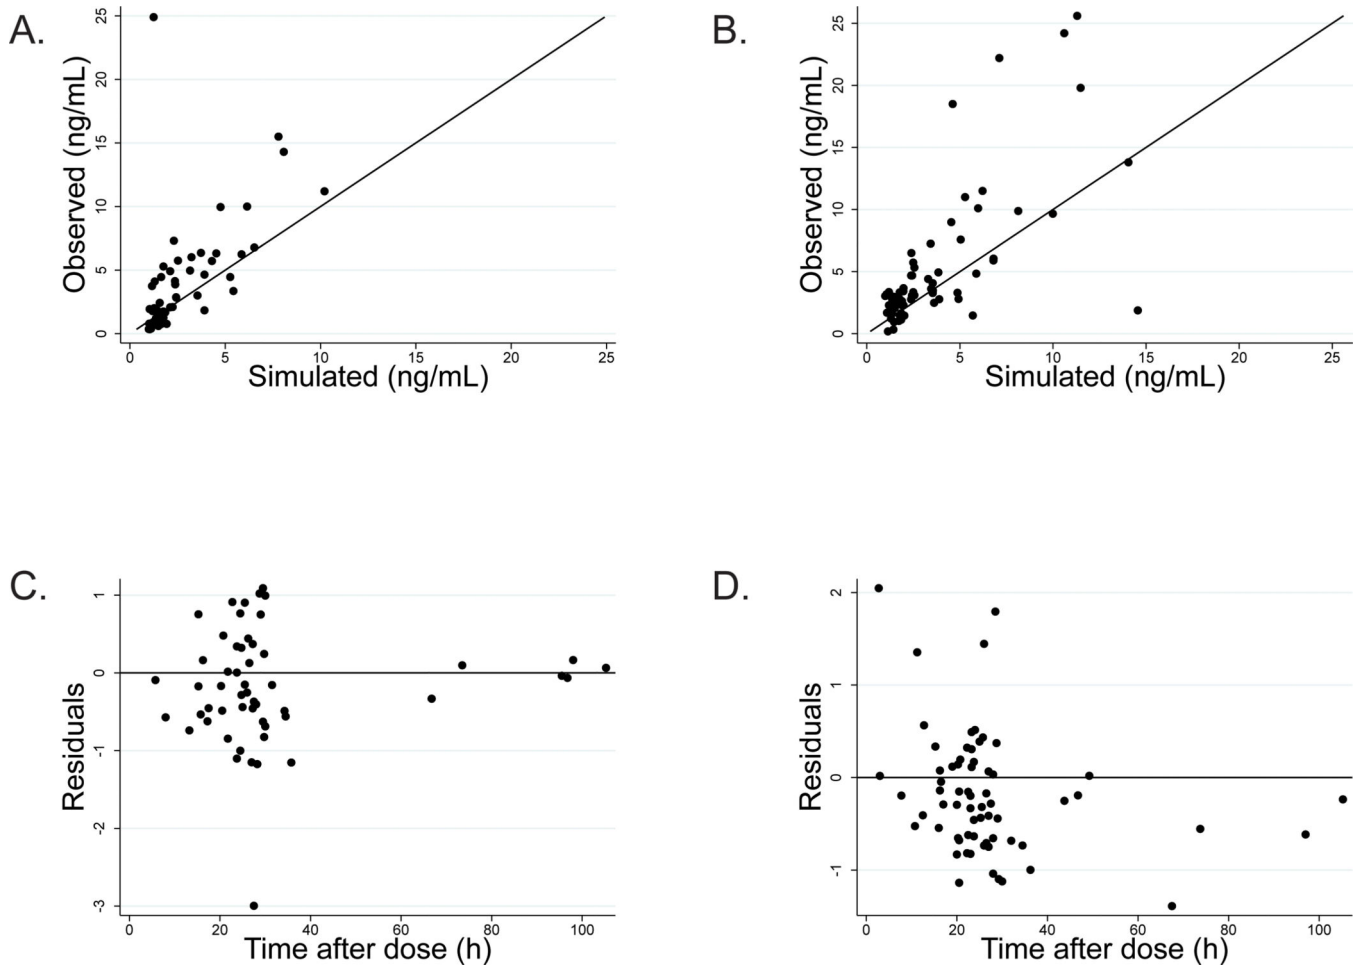 A.
Observed (ng/mL)
0 5 10 15 20 25
0 5 10 15 20 25
Simulated (ng/mL)
B.
Observed (ng/mL)
0 5 10 15 20 25
0 5 10 15 20 25
Simulated (ng/mL)
C.
Residuals
-3 -2 -1 0 1
0 20 40 60 80 100
Time after dose (h)
D.
Residuals
-1 0 1 2
0 20 40 60 80 100
Time after dose (h)